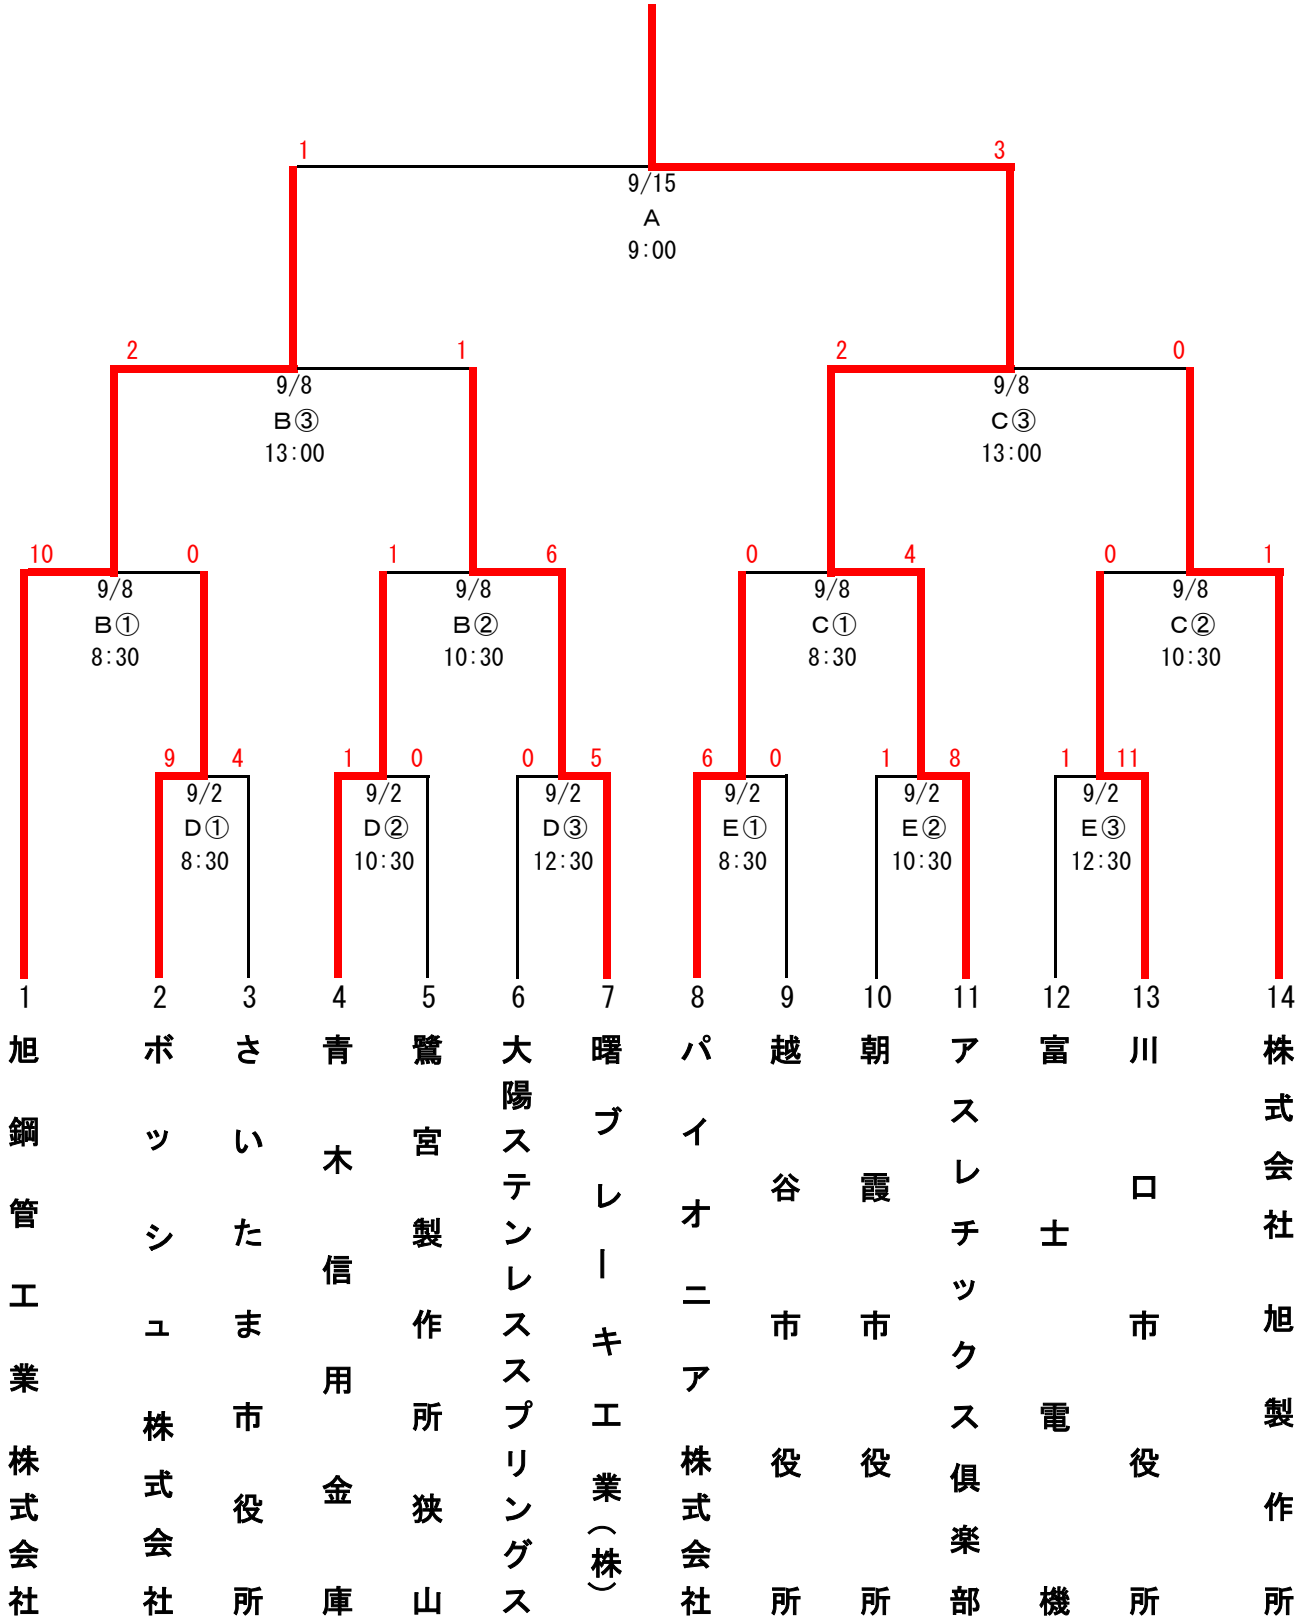 1 3
9/15
A
9:00
2 1 2 0
9/8 9/8
B③ C③
13:00 13:00
10 0 1 6 0 4 0 1
9/8 9/8 9/8 9/8
B① B② C① C②
8:30 10:30 8:30 10:30
9 4 1 0 0 5 6 0 1 8 1 11
9/2 9/2 9/2 9/2 9/2 9/2
D① D② D③ E① E② E③
8:30 10:30 12:30 8:30 10:30 12:30
1 2 3 4 5 6 7 8 9 10 11 12 13 14
旭鋼管工業株式会社
ボッシュ株式会社
さいたま市役所
青木信用金庫
鷺宮製作所狭山
大陽ステンレススプリングス
曙ブレーキ工業(株)
パイオニア株式会社
越谷市役所
朝霞市役所
アスレチックス倶楽部
富士電機
川口市役所
株式会社旭製作所